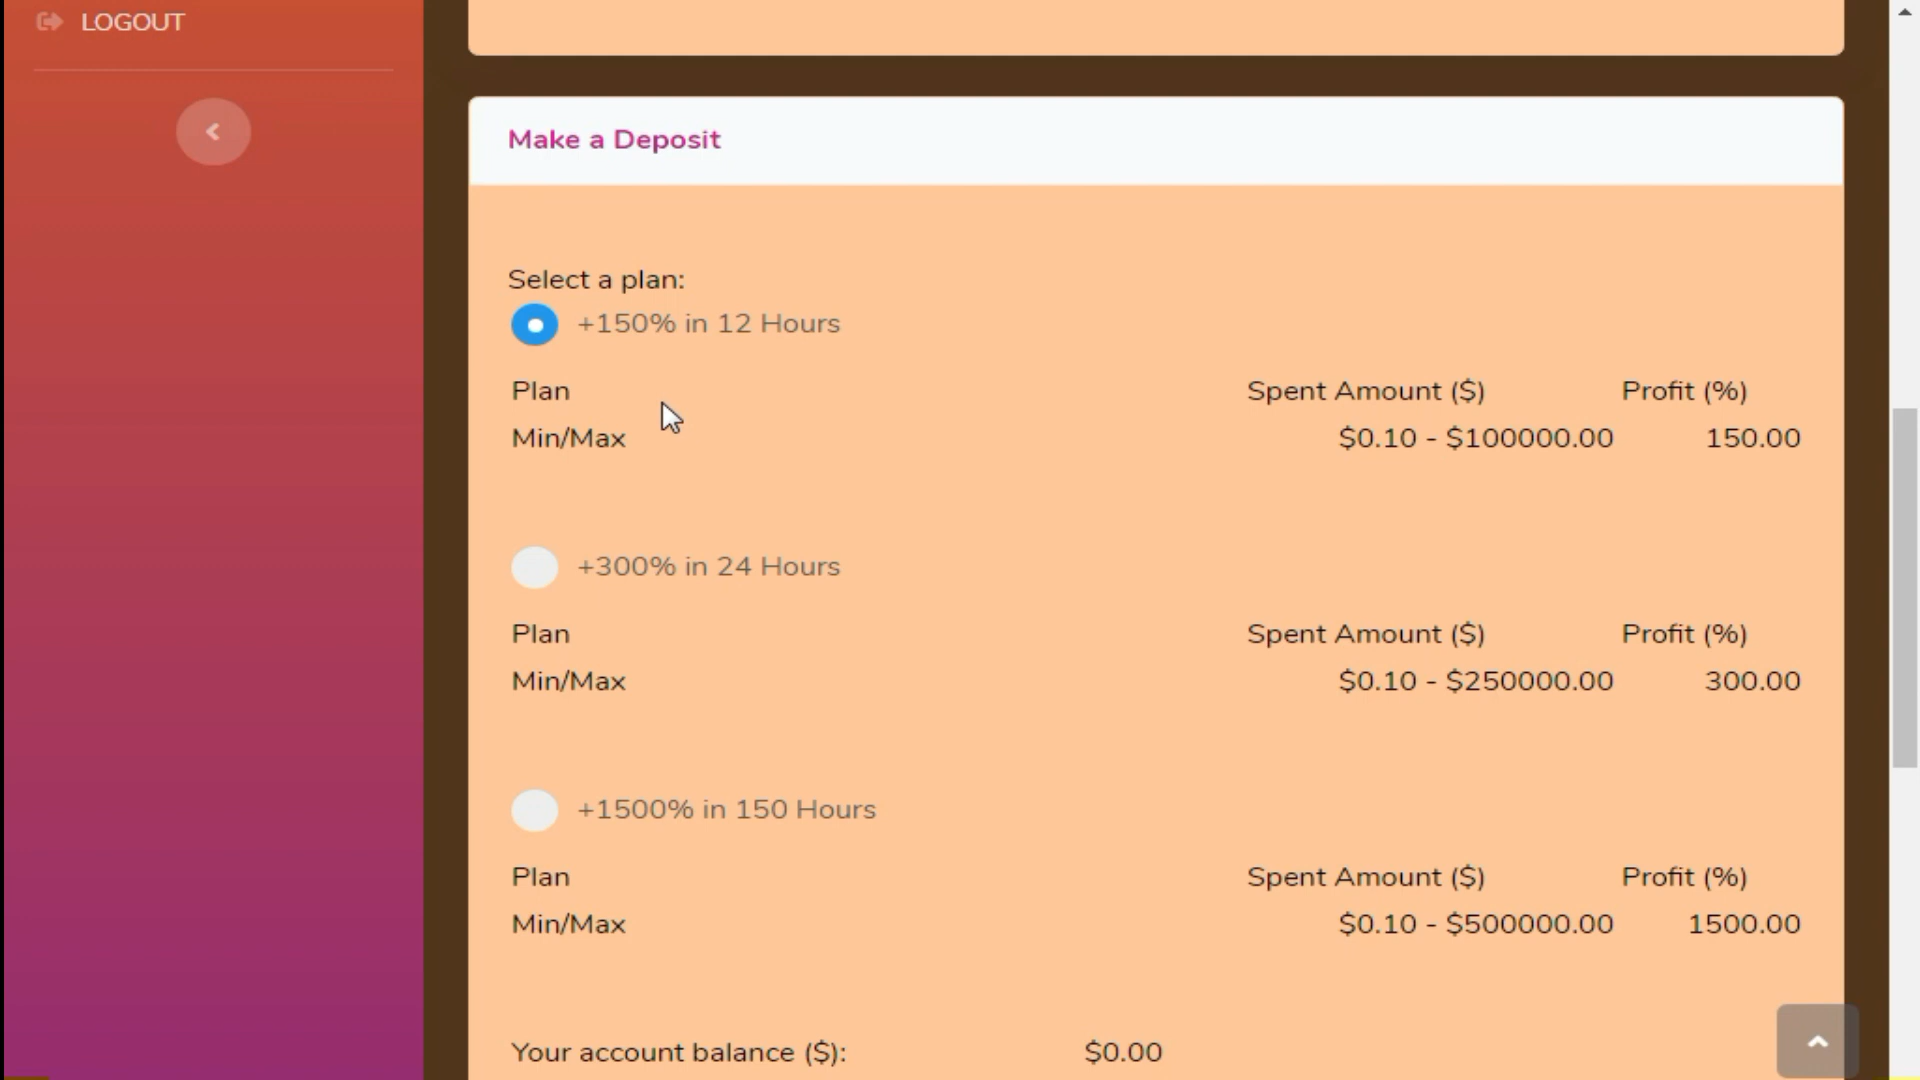 LOGOUT
Make a Deposit
Select a plan:
+150% in 12 Hours
Plan Spent Amount ($) Profit (%)
Min/Max $0.10 - $100000.00 150.00
+300% in 24 Hours
Plan Spent Amount ($) Profit (%)
Min/Max $0.10 - $250000.00 300.00
+1500% in 150 Hours
Plan Spent Amount ($) Profit (%)
Min/Max $0.10 - $500000.00 1500.00
Your account balance ($): $0.00